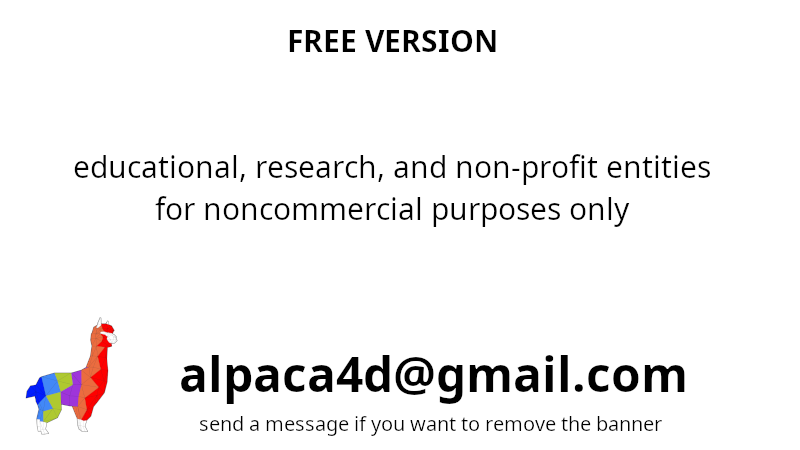 FREE VERSION
educational, research, and non-profit entities
for noncommercial purposes only
alpaca4d@gmail.com
send a message if you want to remove the banner